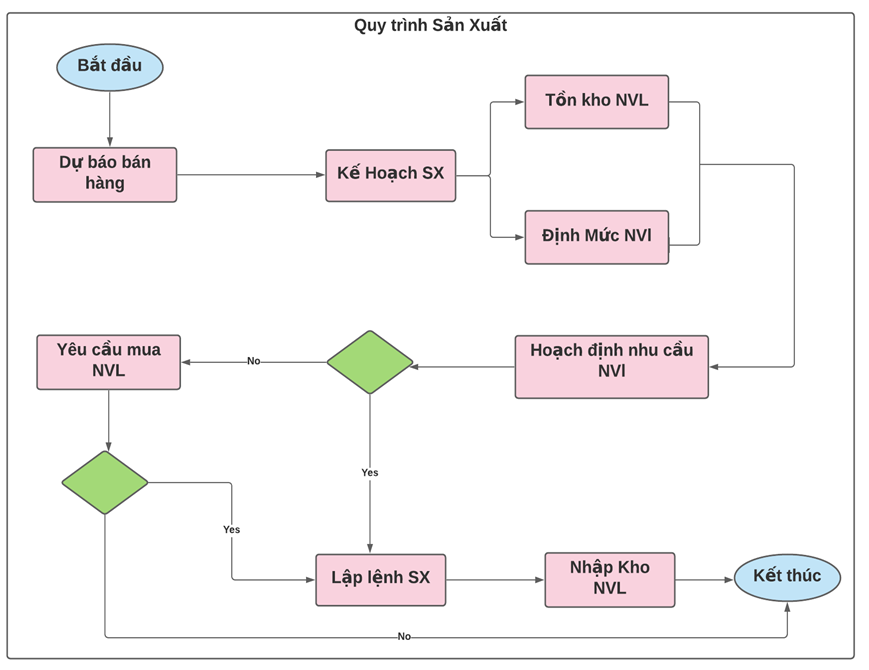 Quy trình Sản Xuất
Bắt đầu
Dự báo bán
hàng
Kế Hoạch SX
Tồn kho NVL
Định Mức NVl
Hoạch định nhu cầu
NVl
No
Yêu cầu mua
NVL
Yes
Yes
Lập lệnh SX
Nhập Kho
NVL
Kết thúc
No